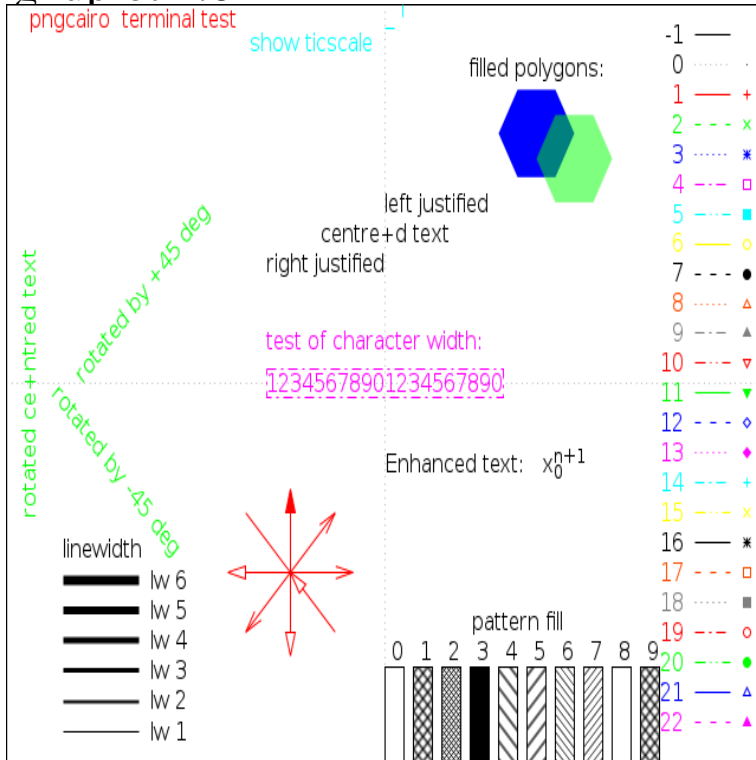 pngcairo terminal test
show ticscale
filled polygons:
left justified
centre+d text
right justified
rotated ce+ntred text
rotated by +45 deg
rotated by -45 deg
test of character width:
12345678901234567890
Enhanced text: x₀ⁿ⁺¹
linewidth
lw 6
lw 5
lw 4
lw 3
lw 2
lw 1
pattern fill
0 1 2 3 4 5 6 7 8 9
-1
0
1
2
3
4
5
6
7
8
9
10
11
12
13
14
15
16
17
18
19
20
21
22